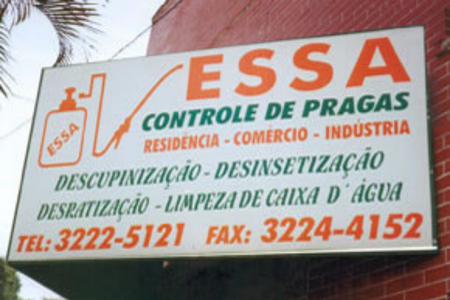 ESSA
ESSA
CONTROLE DE PRAGAS
RESIDÊNCIA - COMÉRCIO - INDÚSTRIA
DESCUPINIZAÇÃO - DESINSETIZAÇÃO
DESRATIZAÇÃO - LIMPEZA DE CAIXA D´ÁGUA
TEL: 3222-5121 FAX: 3224-4152